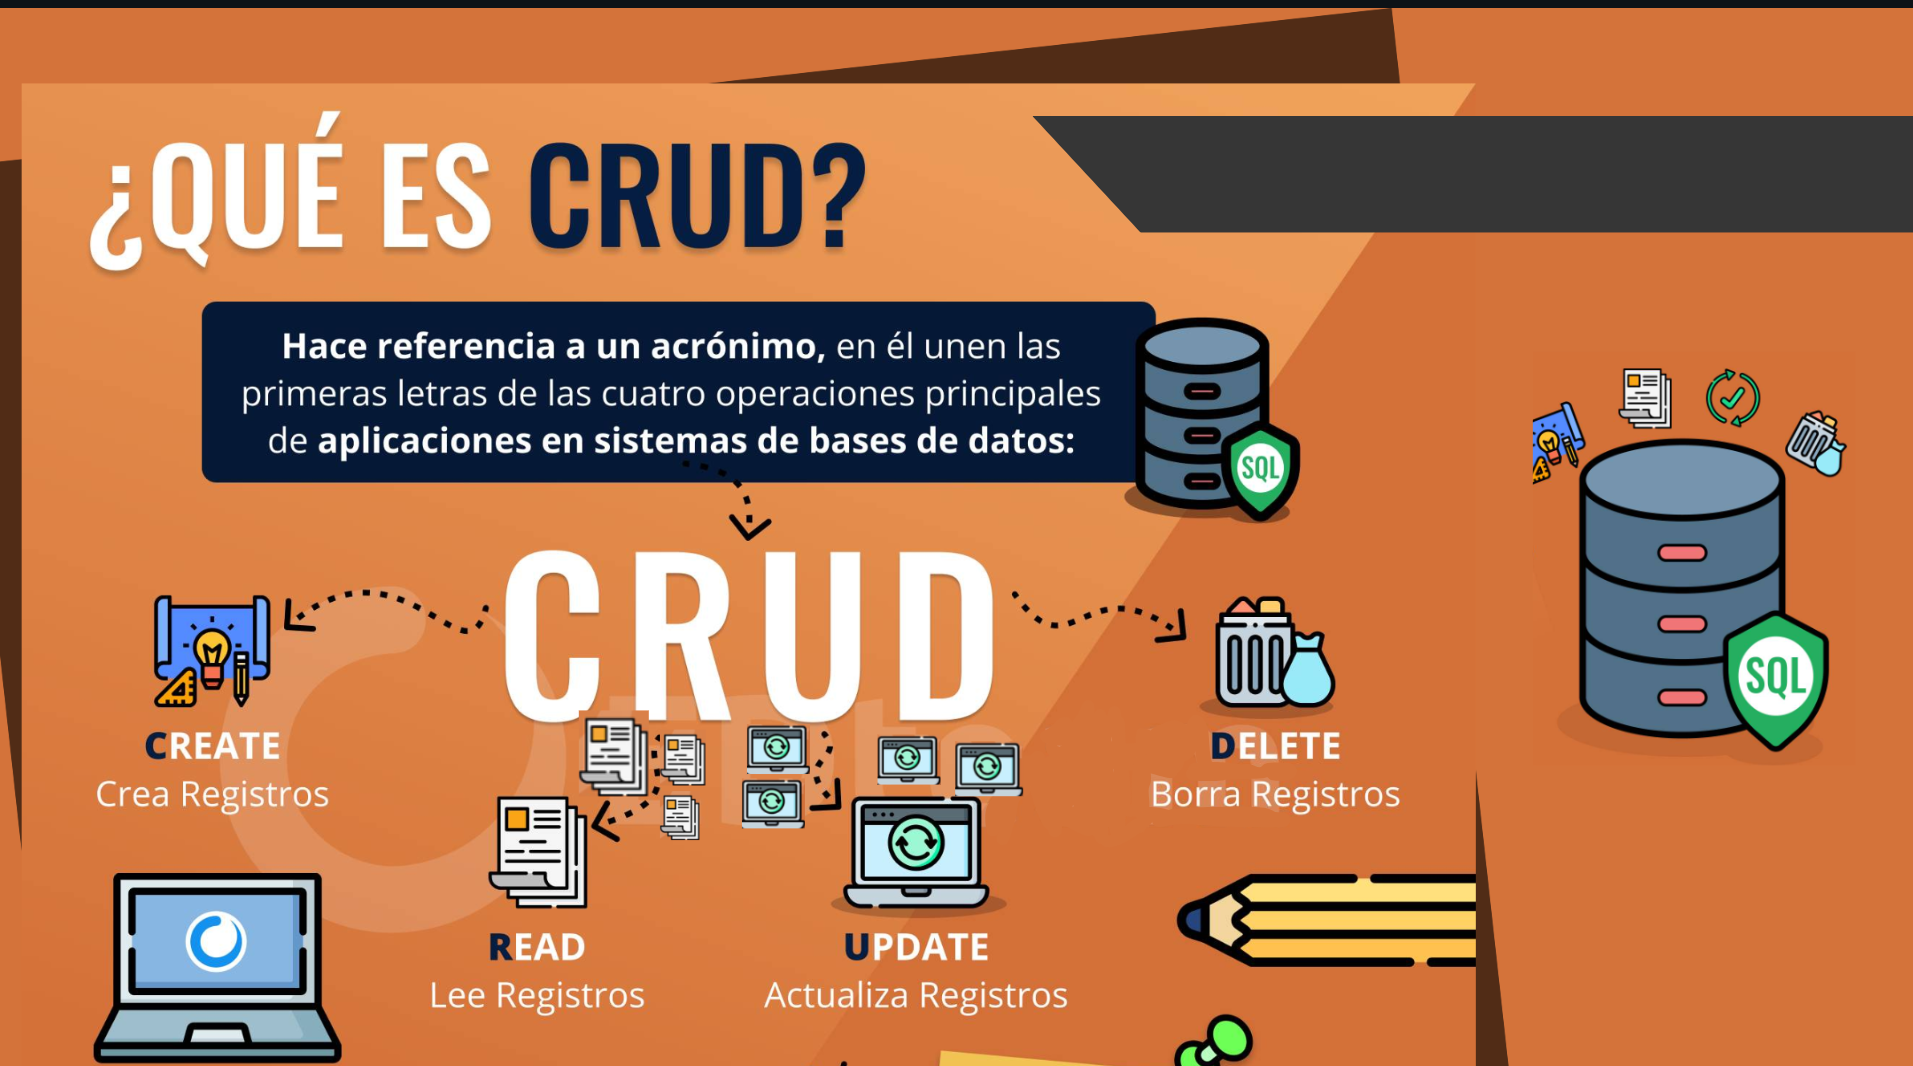 ¿QUÉ ES CRUD?
Hace referencia a un acrónimo, en él unen las
primeras letras de las cuatro operaciones principales
de aplicaciones en sistemas de bases de datos:
SQL
SQL
CRUD
CREATE
Crea Registros
DELETE
Borra Registros
READ
Lee Registros
UPDATE
Actualiza Registros